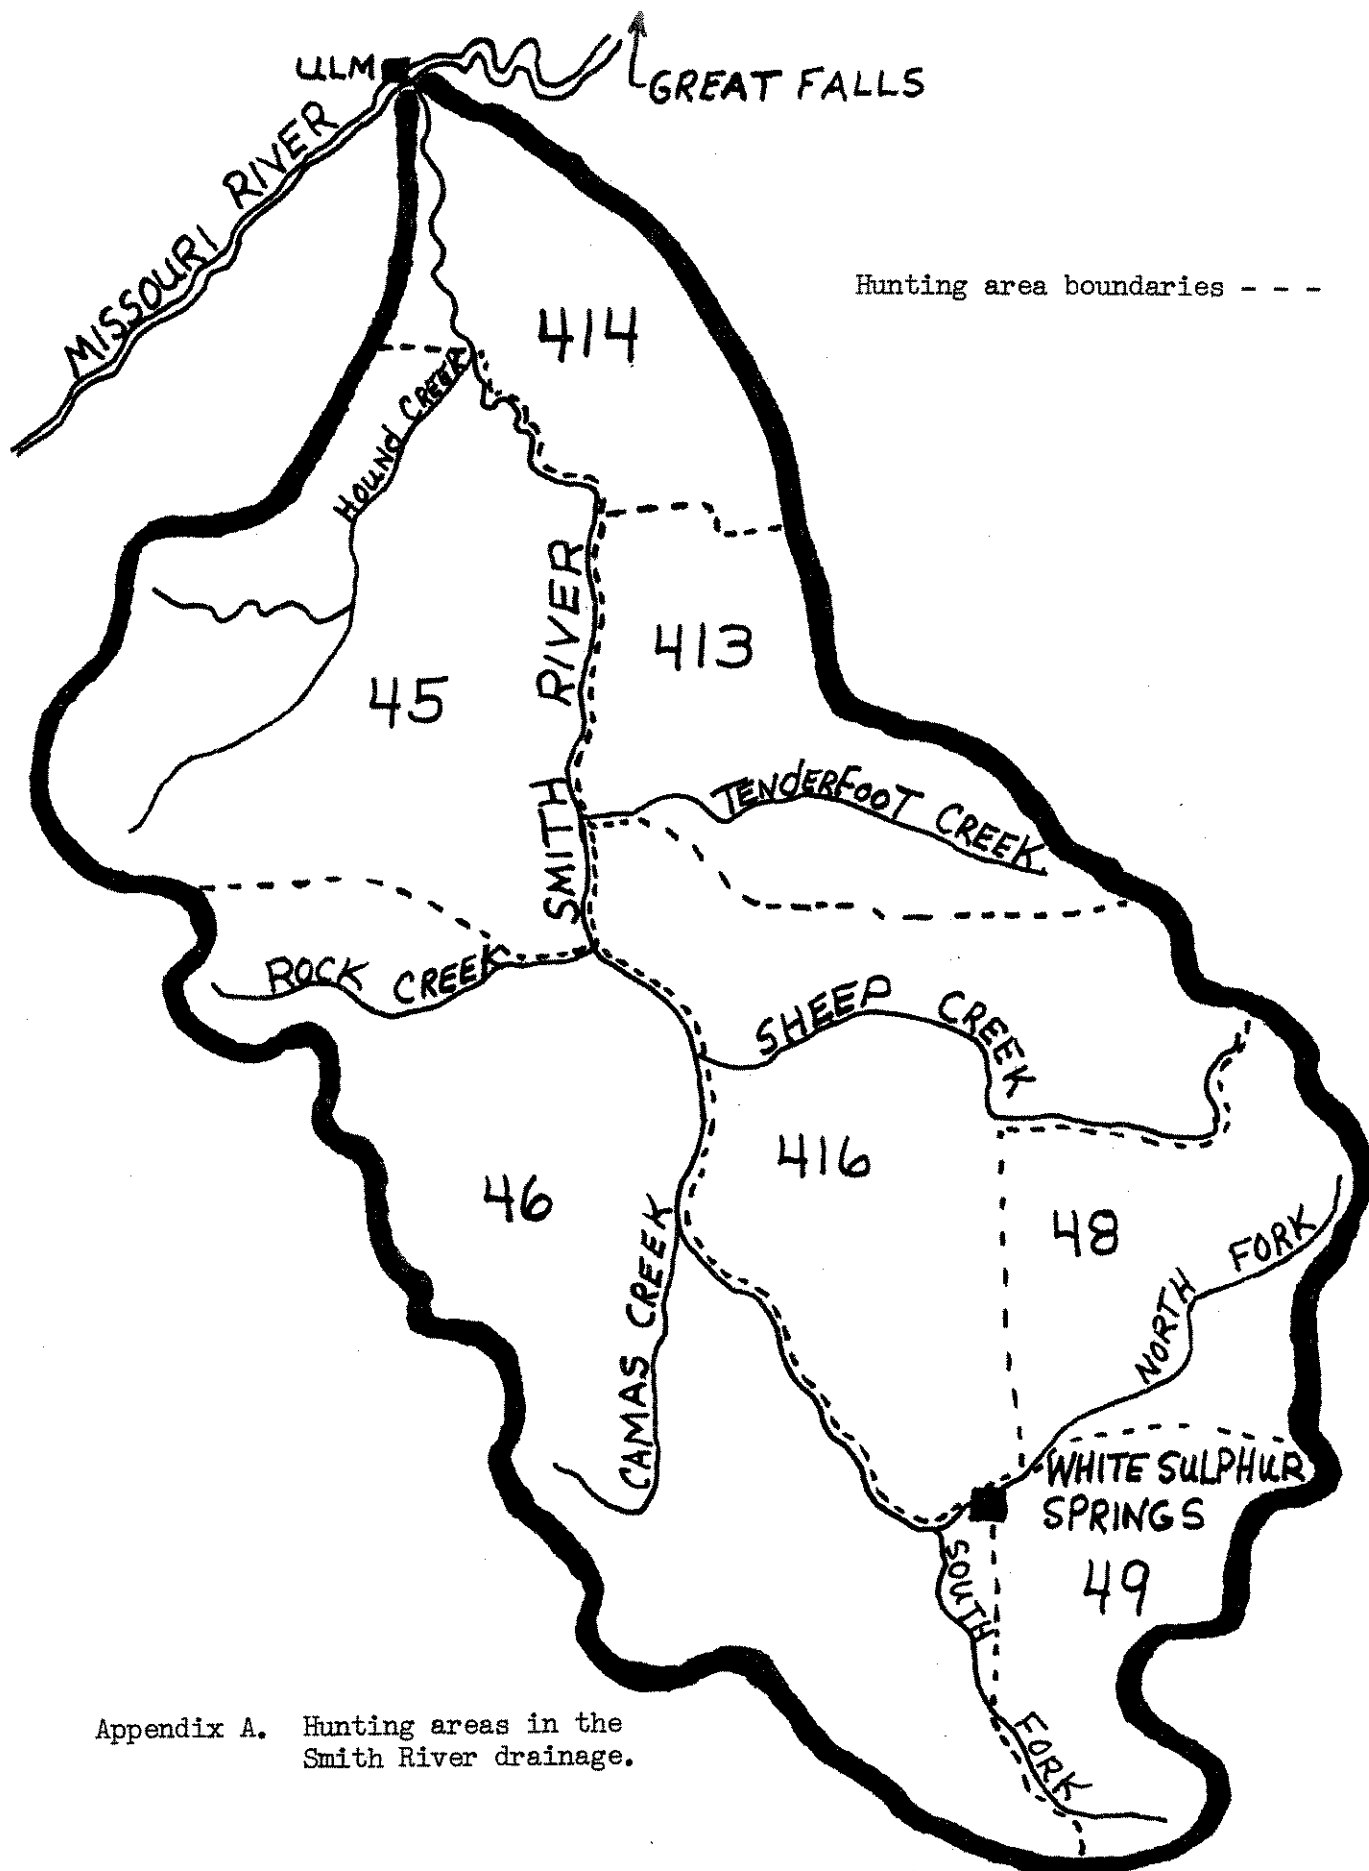 ULM
GREAT FALLS
MISSOURI RIVER
Hunting area boundaries - - -
414
HOUND CREEK
SMITH RIVER
413
45
TENDERFOOT CREEK
ROCK CREEK
SHEEP CREEK
416
46
48
CAMAS CREEK
NORTH FORK
WHITE SULPHUR
SPRINGS
49
SOUTH FORK
Appendix A. Hunting areas in the
Smith River drainage.